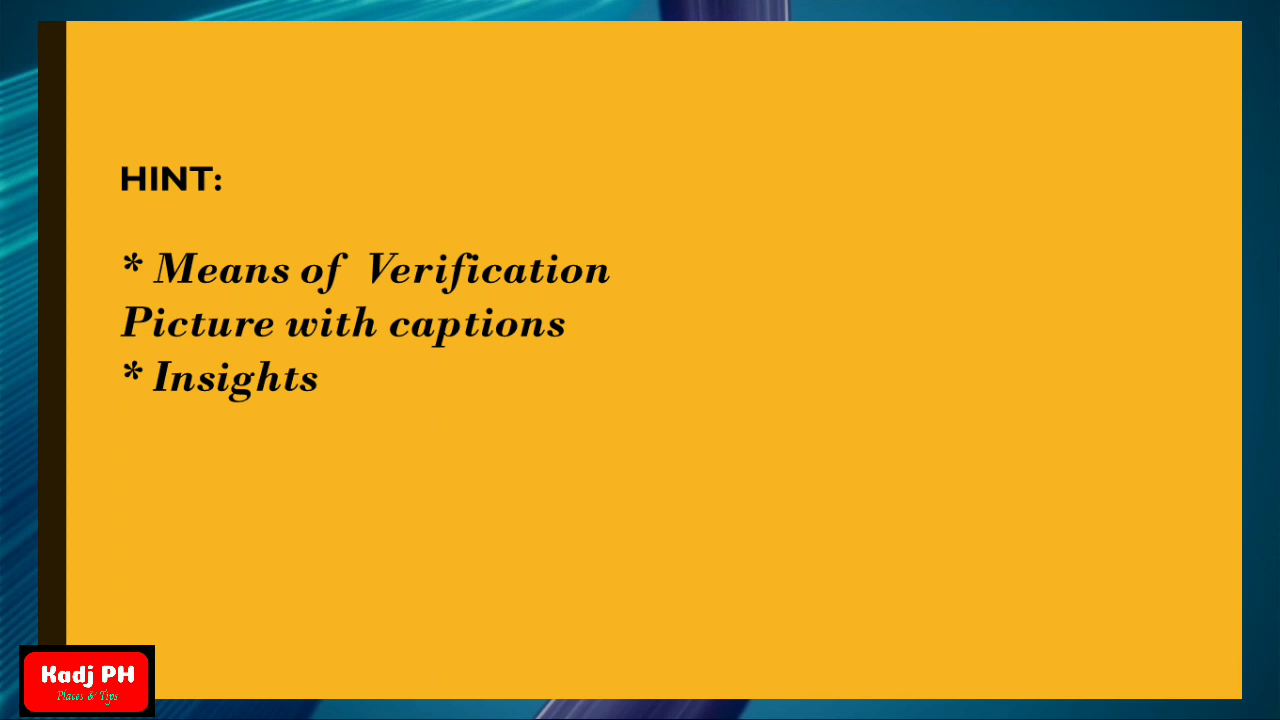 HINT:
* Means of Verification
Picture with captions
* Insights
Kadj PH
Places & Tips